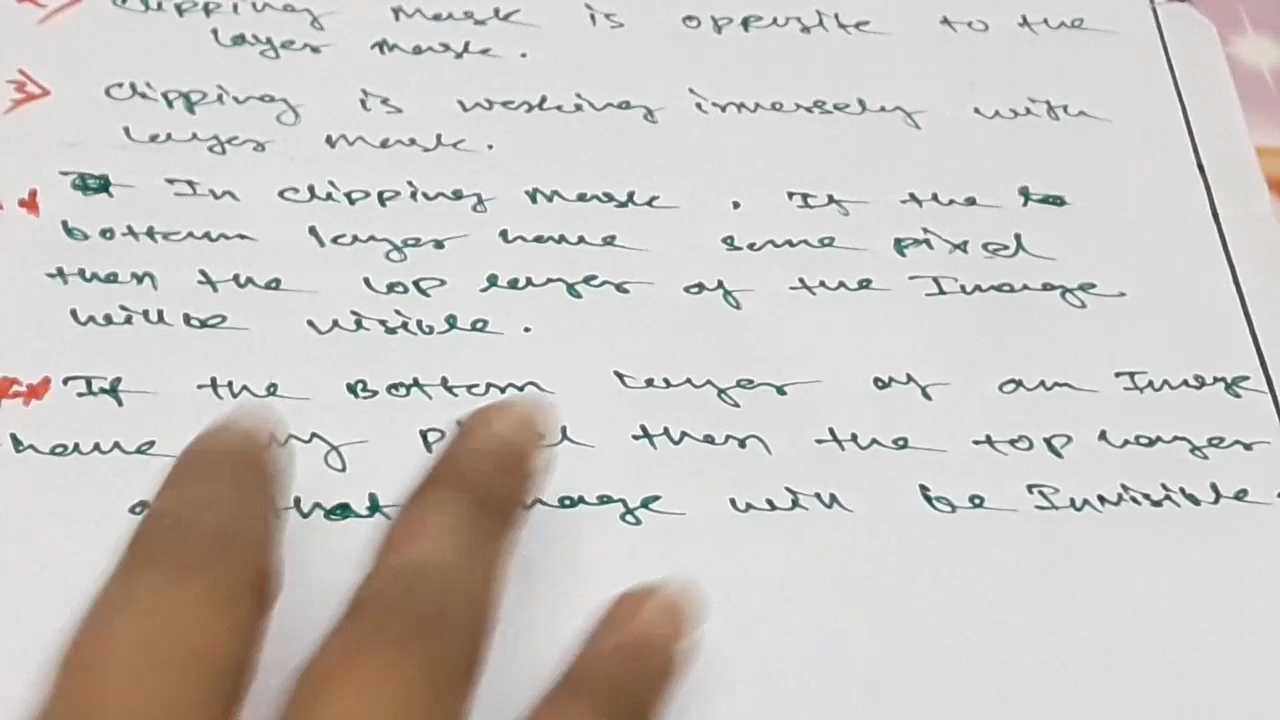 Clipping mask is opposite to the
layer mask.
3) Clipping is working inversely with
layer mask.
In clipping mask. If the
bottom layer have some pixel
then the top layer of the Image
will be visible.
If the Bottom layer of an Image
have then the top layer
that will be Invisible.